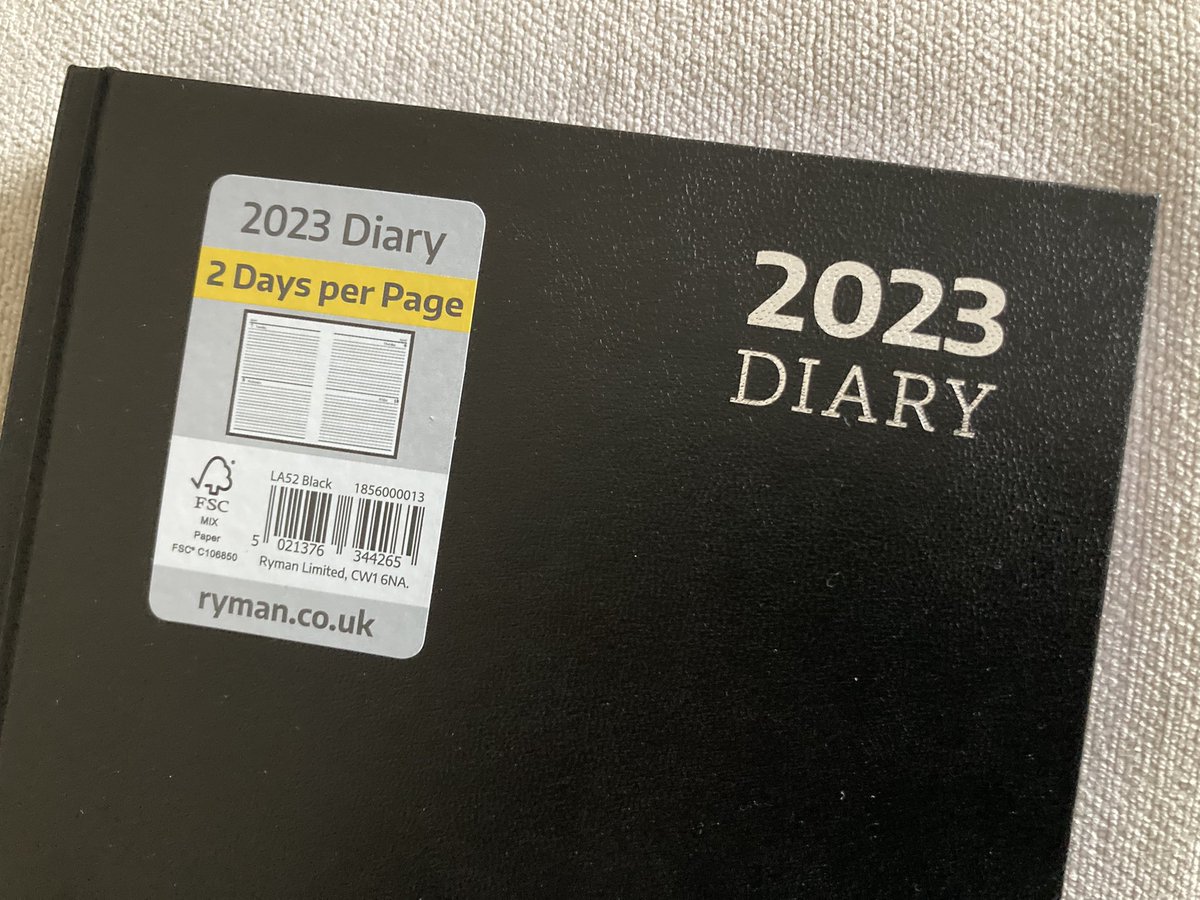 2023 Diary
2 Days per Page
FSC®
MIX
Paper
FSC® C106850
LA52 Black 1856000013
5 021376 344265
Ryman Limited, CW1 6NA.
ryman.co.uk
2023
DIARY